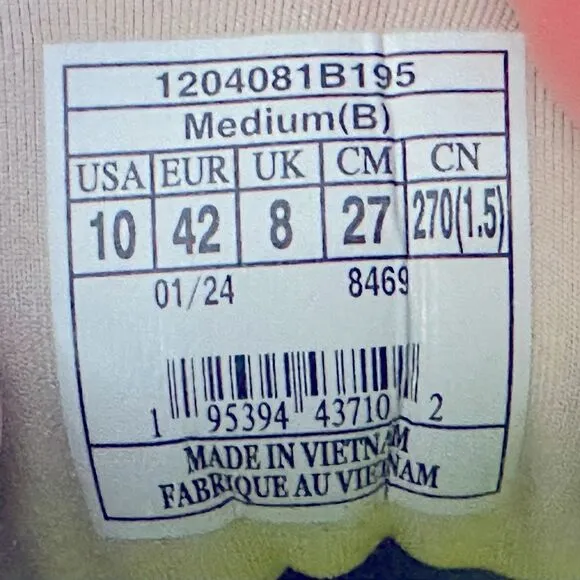 1204081B195
Medium(B)
USA EUR UK CM CN
10 42 8 27 270(1.5)
01/24 8469
1 95394 43710 2
MADE IN VIETNAM
FABRIQUE AU VIETNAM